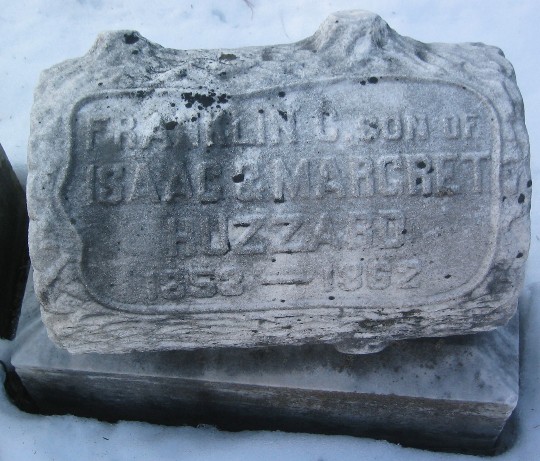 FRANKLIN C. SON OF
ISAAC & MARGRET
HUZZARD
1853 — 1862